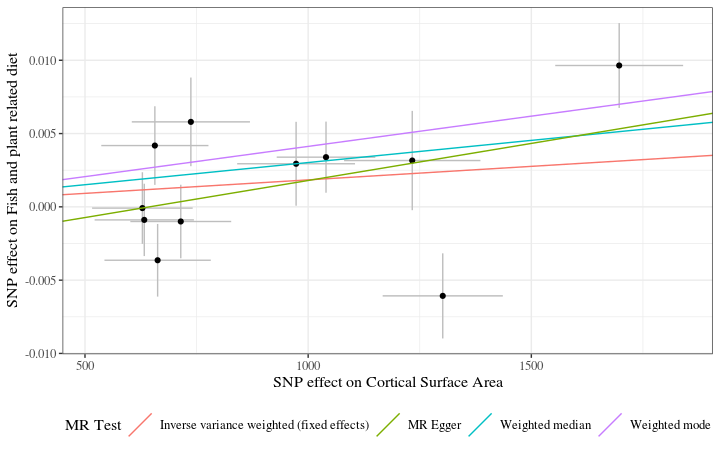 SNP effect on Fish and plant related diet
0.010
0.005
0.000
-0.005
-0.010
500 1000 1500
SNP effect on Cortical Surface Area
MR Test Inverse variance weighted (fixed effects) MR Egger Weighted median Weighted mode